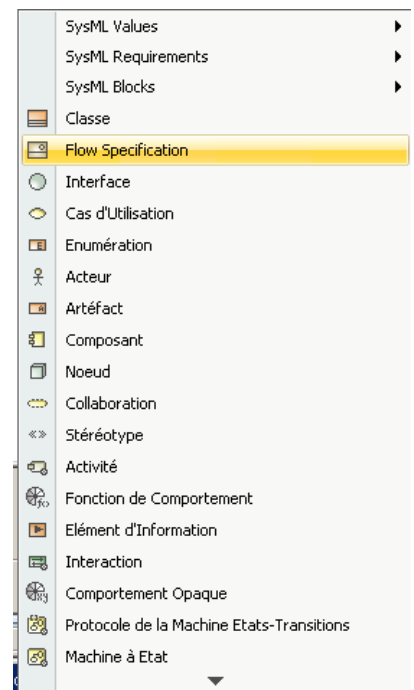 SysML Values
SysML Requirements
SysML Blocks
Classe
Flow Specification
Interface
Cas d'Utilisation
Enumération
Acteur
Artéfact
Composant
Noeud
Collaboration
Stéréotype
Activité
Fonction de Comportement
Elément d'Information
Interaction
Comportement Opaque
Protocole de la Machine Etats-Transitions
Machine à Etat